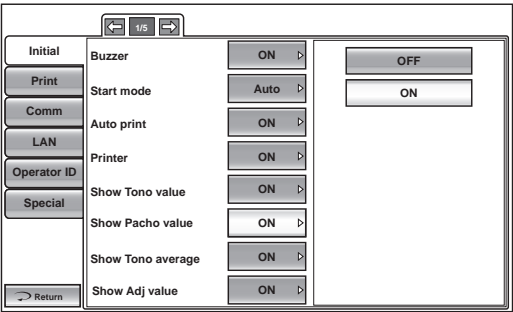 1/5
Initial
Print
Comm
LAN
Operator ID
Special
Return
Buzzer ON
Start mode Auto
Auto print ON
Printer ON
Show Tono value ON
Show Pacho value ON
Show Tono average ON
Show Adj value ON
OFF
ON